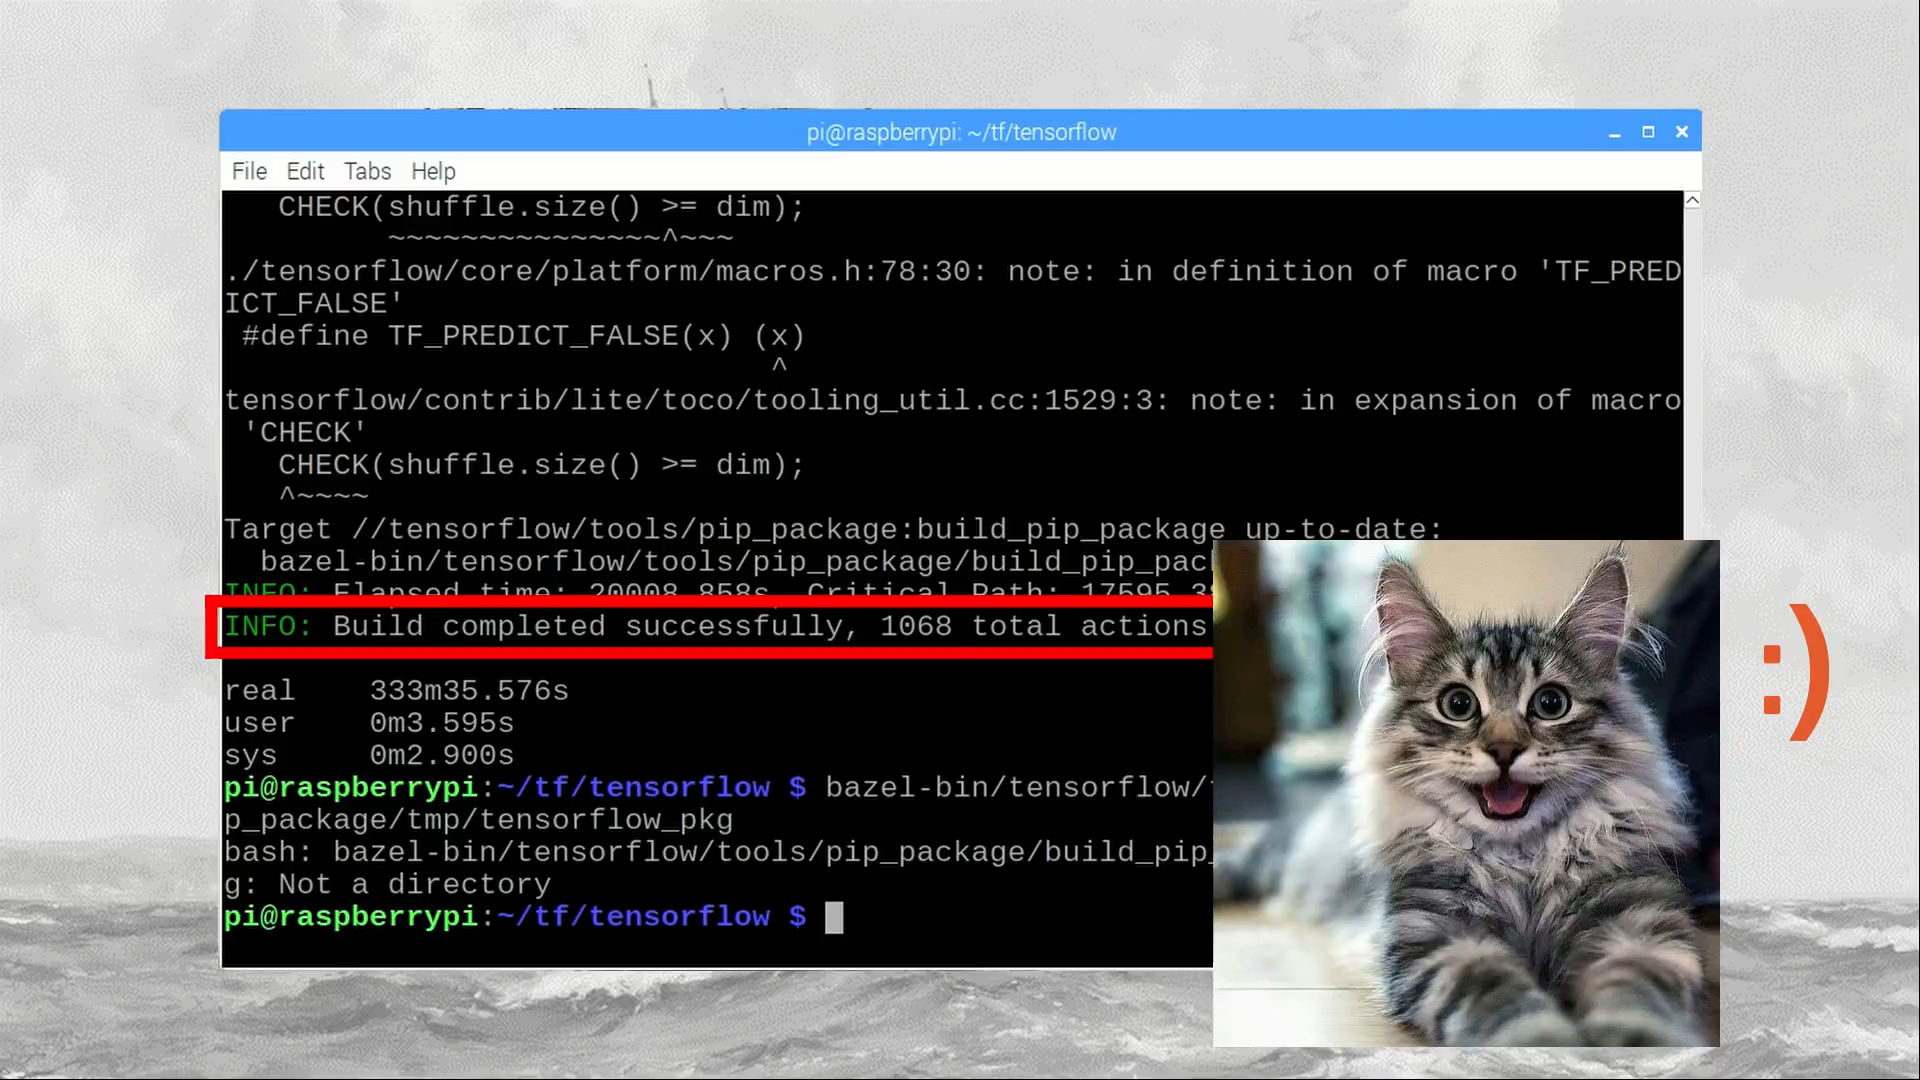 pi@raspberrypi: ~/tf/tensorflow
File Edit Tabs Help
CHECK(shuffle.size() >= dim);
~~~~~~~~~~~~~~~^~~~
./tensorflow/core/platform/macros.h:78:30: note: in definition of macro 'TF_PRED
ICT_FALSE'
#define TF_PREDICT_FALSE(x) (x)
^
tensorflow/contrib/lite/toco/tooling_util.cc:1529:3: note: in expansion of macro
'CHECK'
CHECK(shuffle.size() >= dim);
^~~~~
Target //tensorflow/tools/pip_package:build_pip_package up-to-date:
bazel-bin/tensorflow/tools/pip_package/build_pip_pac
INFO: Elapsed time: 20008.858s, Critical Path: 17595.3
INFO: Build completed successfully, 1068 total actions
real 333m35.576s
user 0m3.595s
sys 0m2.900s
pi@raspberrypi:~/tf/tensorflow $ bazel-bin/tensorflow/
p_package/tmp/tensorflow_pkg
bash: bazel-bin/tensorflow/tools/pip_package/build_pip_
g: Not a directory
pi@raspberrypi:~/tf/tensorflow $
:)